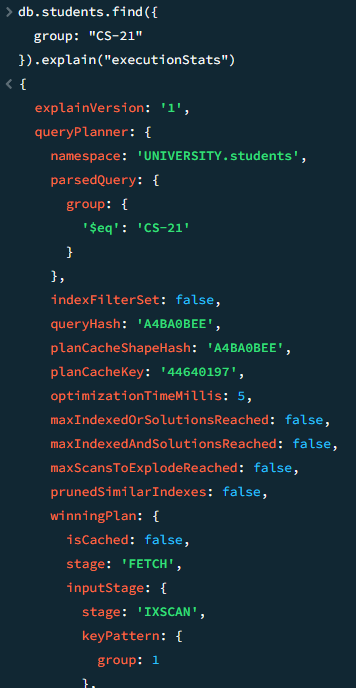 > db.students.find({
group: "CS-21"
}).explain("executionStats")
< {
explainVersion: '1',
queryPlanner: {
namespace: 'UNIVERSITY.students',
parsedQuery: {
group: {
'$eq': 'CS-21'
}
},
indexFilterSet: false,
queryHash: 'A4BA0BEE',
planCacheShapeHash: 'A4BA0BEE',
planCacheKey: '44640197',
optimizationTimeMillis: 5,
maxIndexedOrSolutionsReached: false,
maxIndexedAndSolutionsReached: false,
maxScansToExplodeReached: false,
prunedSimilarIndexes: false,
winningPlan: {
isCached: false,
stage: 'FETCH',
inputStage: {
stage: 'IXSCAN',
keyPattern: {
group: 1
},